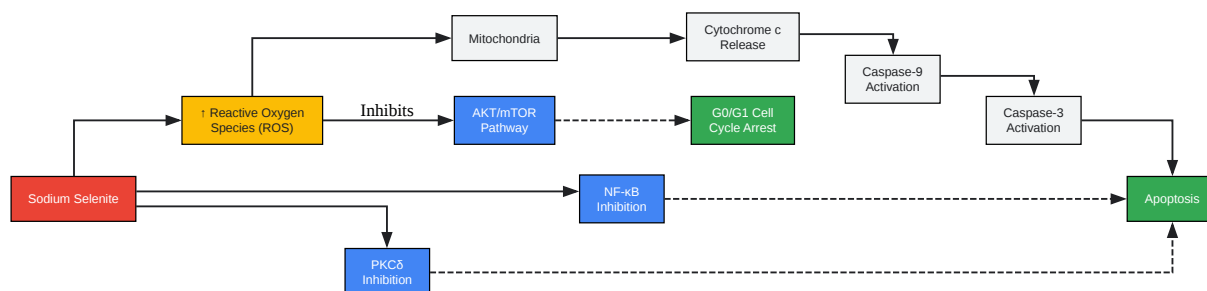 Mitochondria
Cytochrome c
Release
Caspase-9
Activation
Caspase-3
Activation
↑ Reactive Oxygen
Species (ROS)
Inhibits
AKT/mTOR
Pathway
G0/G1 Cell
Cycle Arrest
Sodium Selenite
NF-κB
Inhibition
Apoptosis
PKCδ
Inhibition